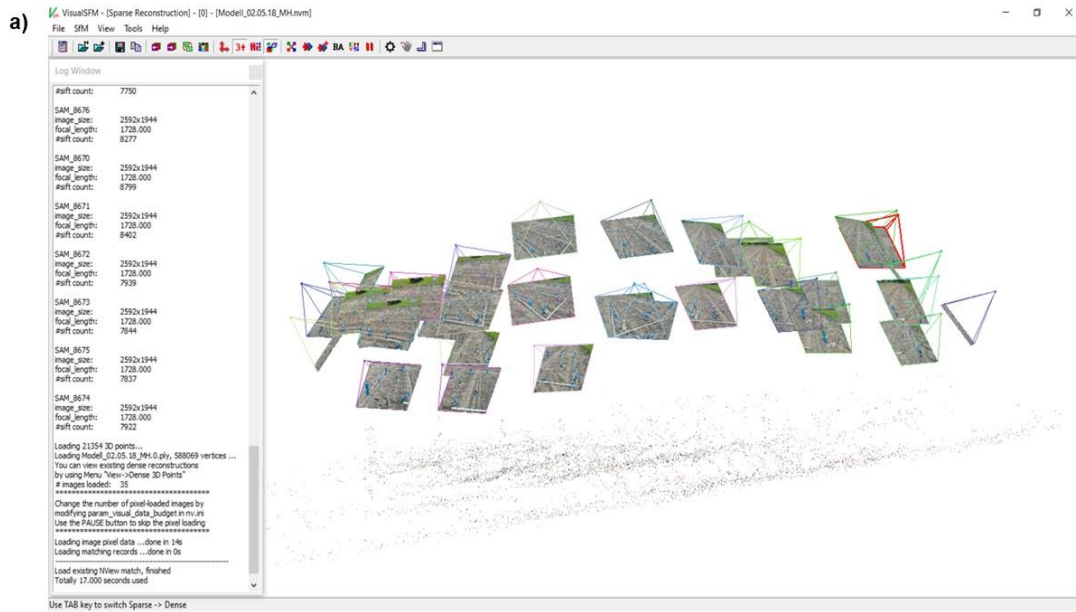 a)
VisualSFM - [Sparse Reconstruction] - [0] - [Modell_02.05.18_MH.nvm]
File SfM View Tools Help
BA
Log Window
#sift count: 7750
SAM_8676
image_size: 2592x1944
focal_length: 1728.000
#sift count: 8277
SAM_8670
image_size: 2592x1944
focal_length: 1728.000
#sift count: 8799
SAM_8671
image_size: 2592x1944
focal_length: 1728.000
#sift count: 8402
SAM_8672
image_size: 2592x1944
focal_length: 1728.000
#sift count: 7939
SAM_8673
image_size: 2592x1944
focal_length: 1728.000
#sift count: 7844
SAM_8675
image_size: 2592x1944
focal_length: 1728.000
#sift count: 7837
SAM_8674
image_size: 2592x1944
focal_length: 1728.000
#sift count: 7922
Loading 21354 3D points...
Loading Modell_02.05.18_MH.0.ply, 588069 vertices ...
You can view existing dense reconstructions
by using Menu "View->Dense 3D Points"
# images loaded: 35
****************************************
Change the number of pixel-loaded images by
modifying param_visual_data_budget in nv.ini
Use the PAUSE button to skip the pixel loading
****************************************
Loading image pixel data ...done in 14s
Loading matching records ...done in 0s
----------------------------------------------------------------
Load existing NView match, finished
Totally 17.000 seconds used
Use TAB key to switch Sparse -> Dense